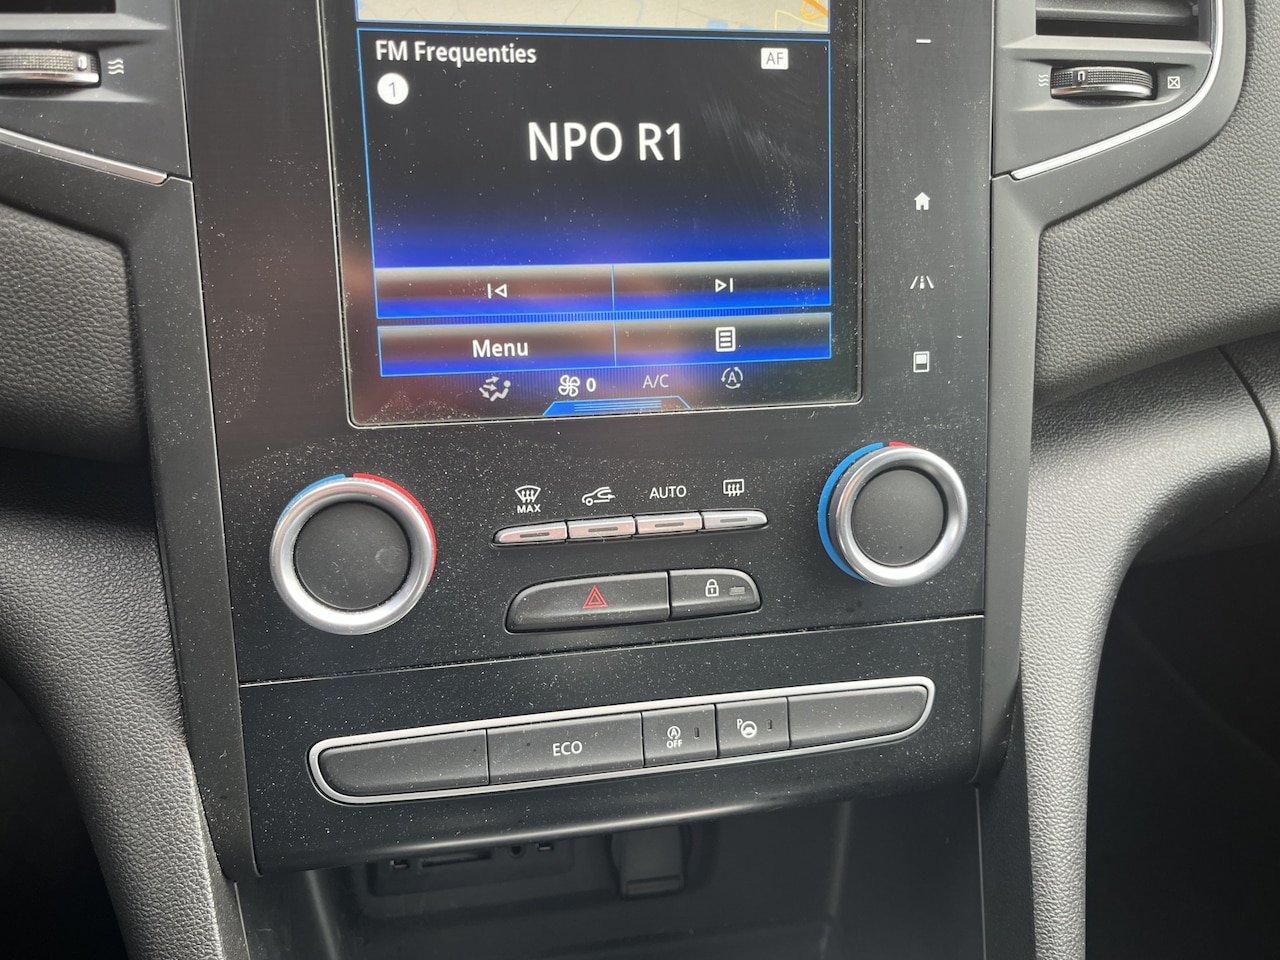 FM Frequenties
AF
1
NPO R1
Menu
0
A/C
A
MAX
AUTO
ECO
A
OFF
P